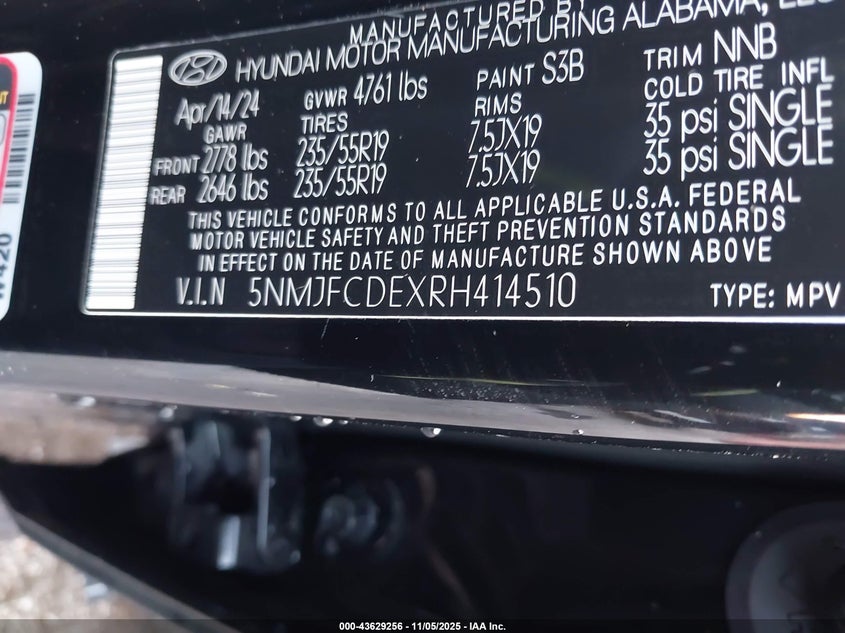 MANUFACTURED BY
HYUNDAI MOTOR MANUFACTURING ALABAMA, LLC
Apr/14/24 GVWR 4761 lbs PAINT S3B TRIM NNB
GAWR TIRES RIMS COLD TIRE INFL
FRONT 2778 lbs 235/55R19 7.5JX19 35 psi SINGLE
REAR 2646 lbs 235/55R19 7.5JX19 35 psi SINGLE
THIS VEHICLE CONFORMS TO ALL APPLICABLE U.S.A. FEDERAL
MOTOR VEHICLE SAFETY AND THEFT PREVENTION STANDARDS
IN EFFECT ON THE DATE OF MANUFACTURE SHOWN ABOVE
V.I.N 5NMJFCDEXRH414510 TYPE: MPV
000-43629256 - 11/05/2025 - IAA Inc.